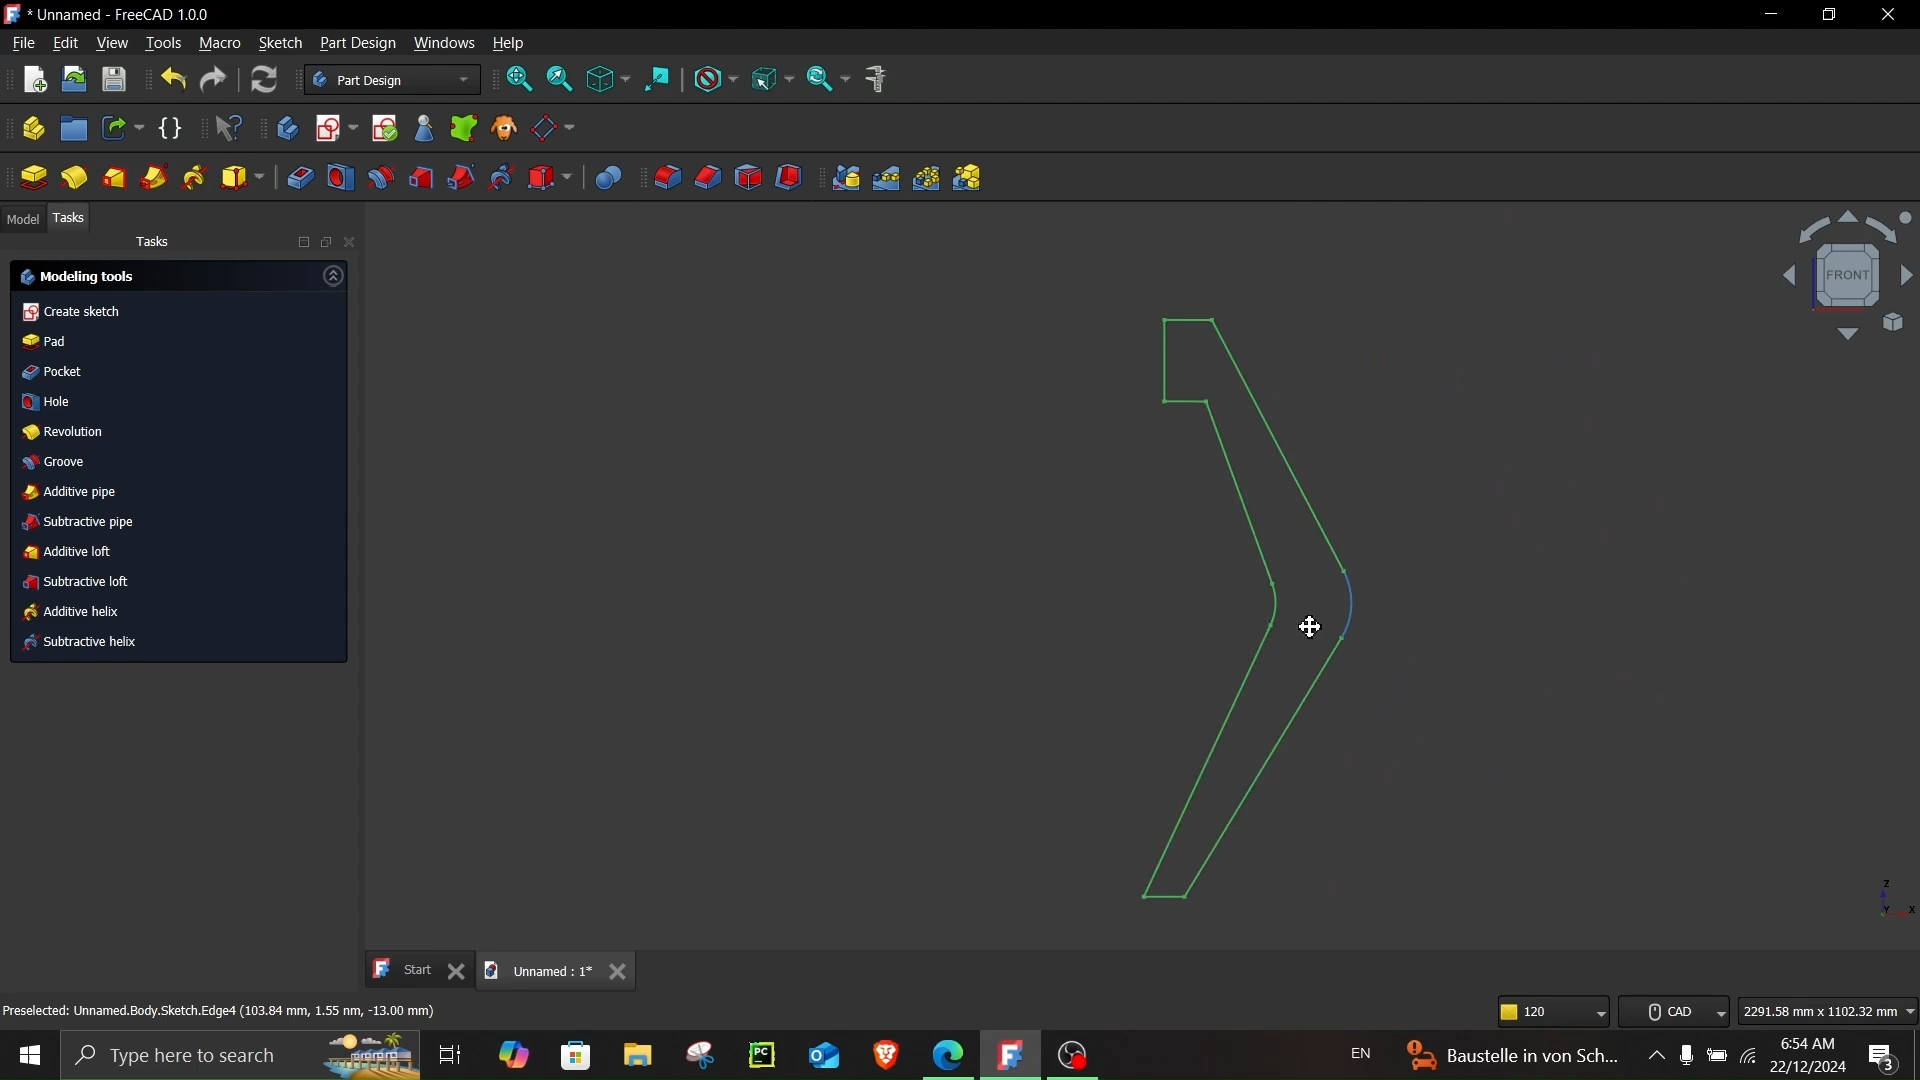 * Unnamed - FreeCAD 1.0.0
File Edit View Tools Macro Sketch Part Design Windows Help
Part Design
Model Tasks
Tasks
Modeling tools
Create sketch
Pad
Pocket
Hole
Revolution
Groove
Additive pipe
Subtractive pipe
Additive loft
Subtractive loft
Additive helix
Subtractive helix
FRONT
Z
Y X
Start Unnamed : 1*
Preselected: Unnamed.Body.Sketch.Edge4 (103.84 mm, 1.55 mm, -13.00 mm) 120 CAD 2291.58 mm x 1102.32 mm
Type here to search PC EN Baustelle in von Sch... 6:54 AM
22/12/2024 3